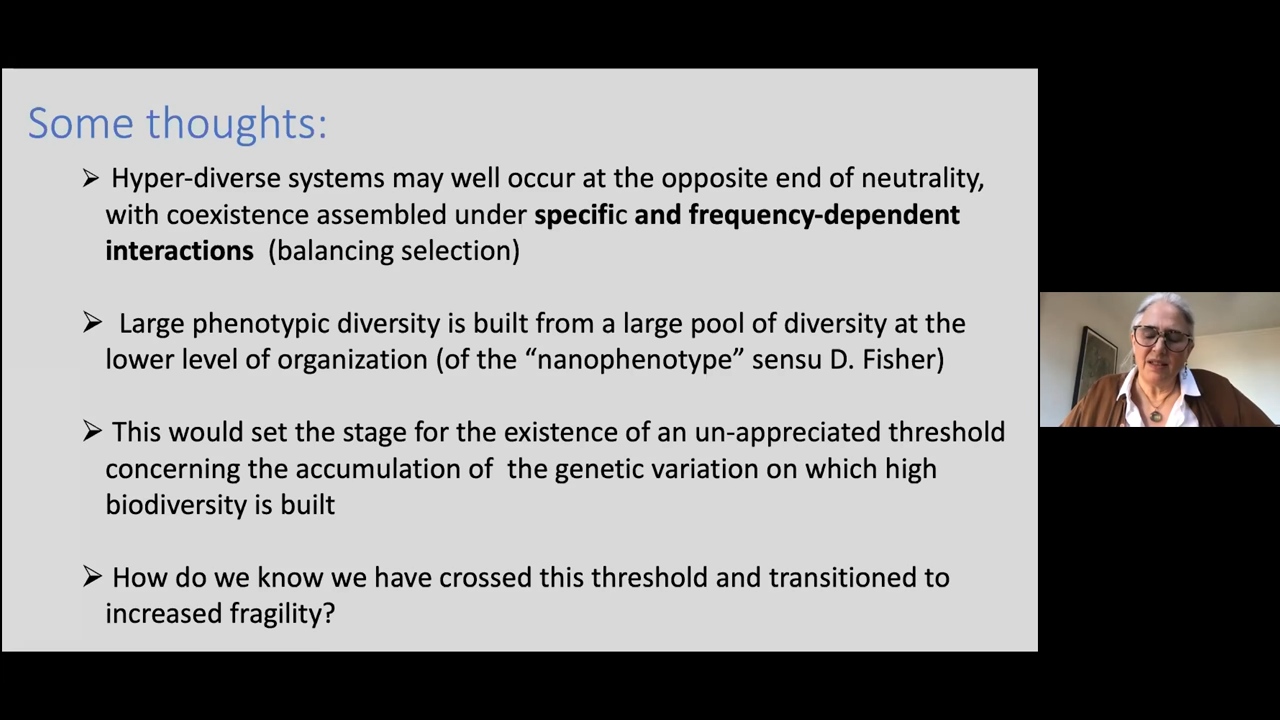 Some thoughts:
➢ Hyper-diverse systems may well occur at the opposite end of neutrality,
with coexistence assembled under specific and frequency-dependent
interactions (balancing selection)
➢ Large phenotypic diversity is built from a large pool of diversity at the
lower level of organization (of the “nanophenotype” sensu D. Fisher)
➢ This would set the stage for the existence of an un-appreciated threshold
concerning the accumulation of the genetic variation on which high
biodiversity is built
➢ How do we know we have crossed this threshold and transitioned to
increased fragility?